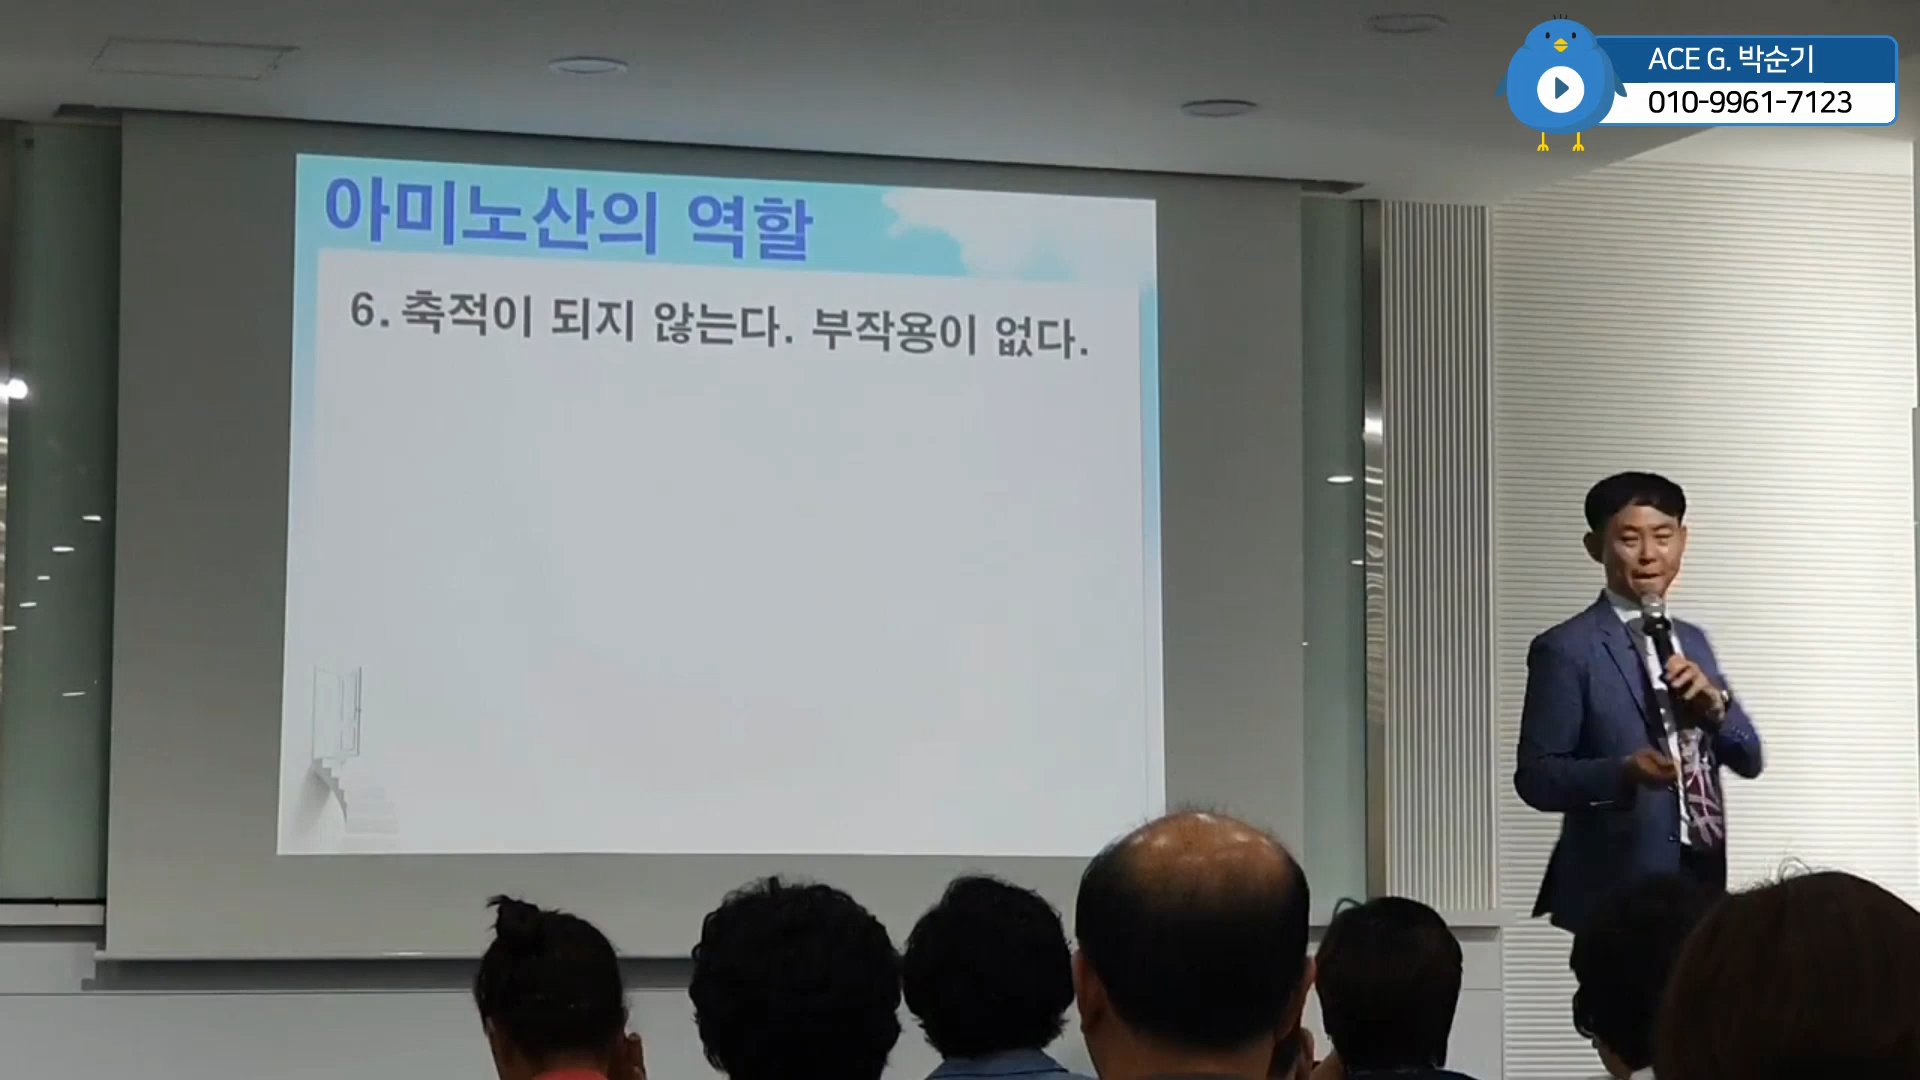 ACE G. 박순기
010-9961-7123
아미노산의 역할
6. 축적이 되지 않는다. 부작용이 없다.